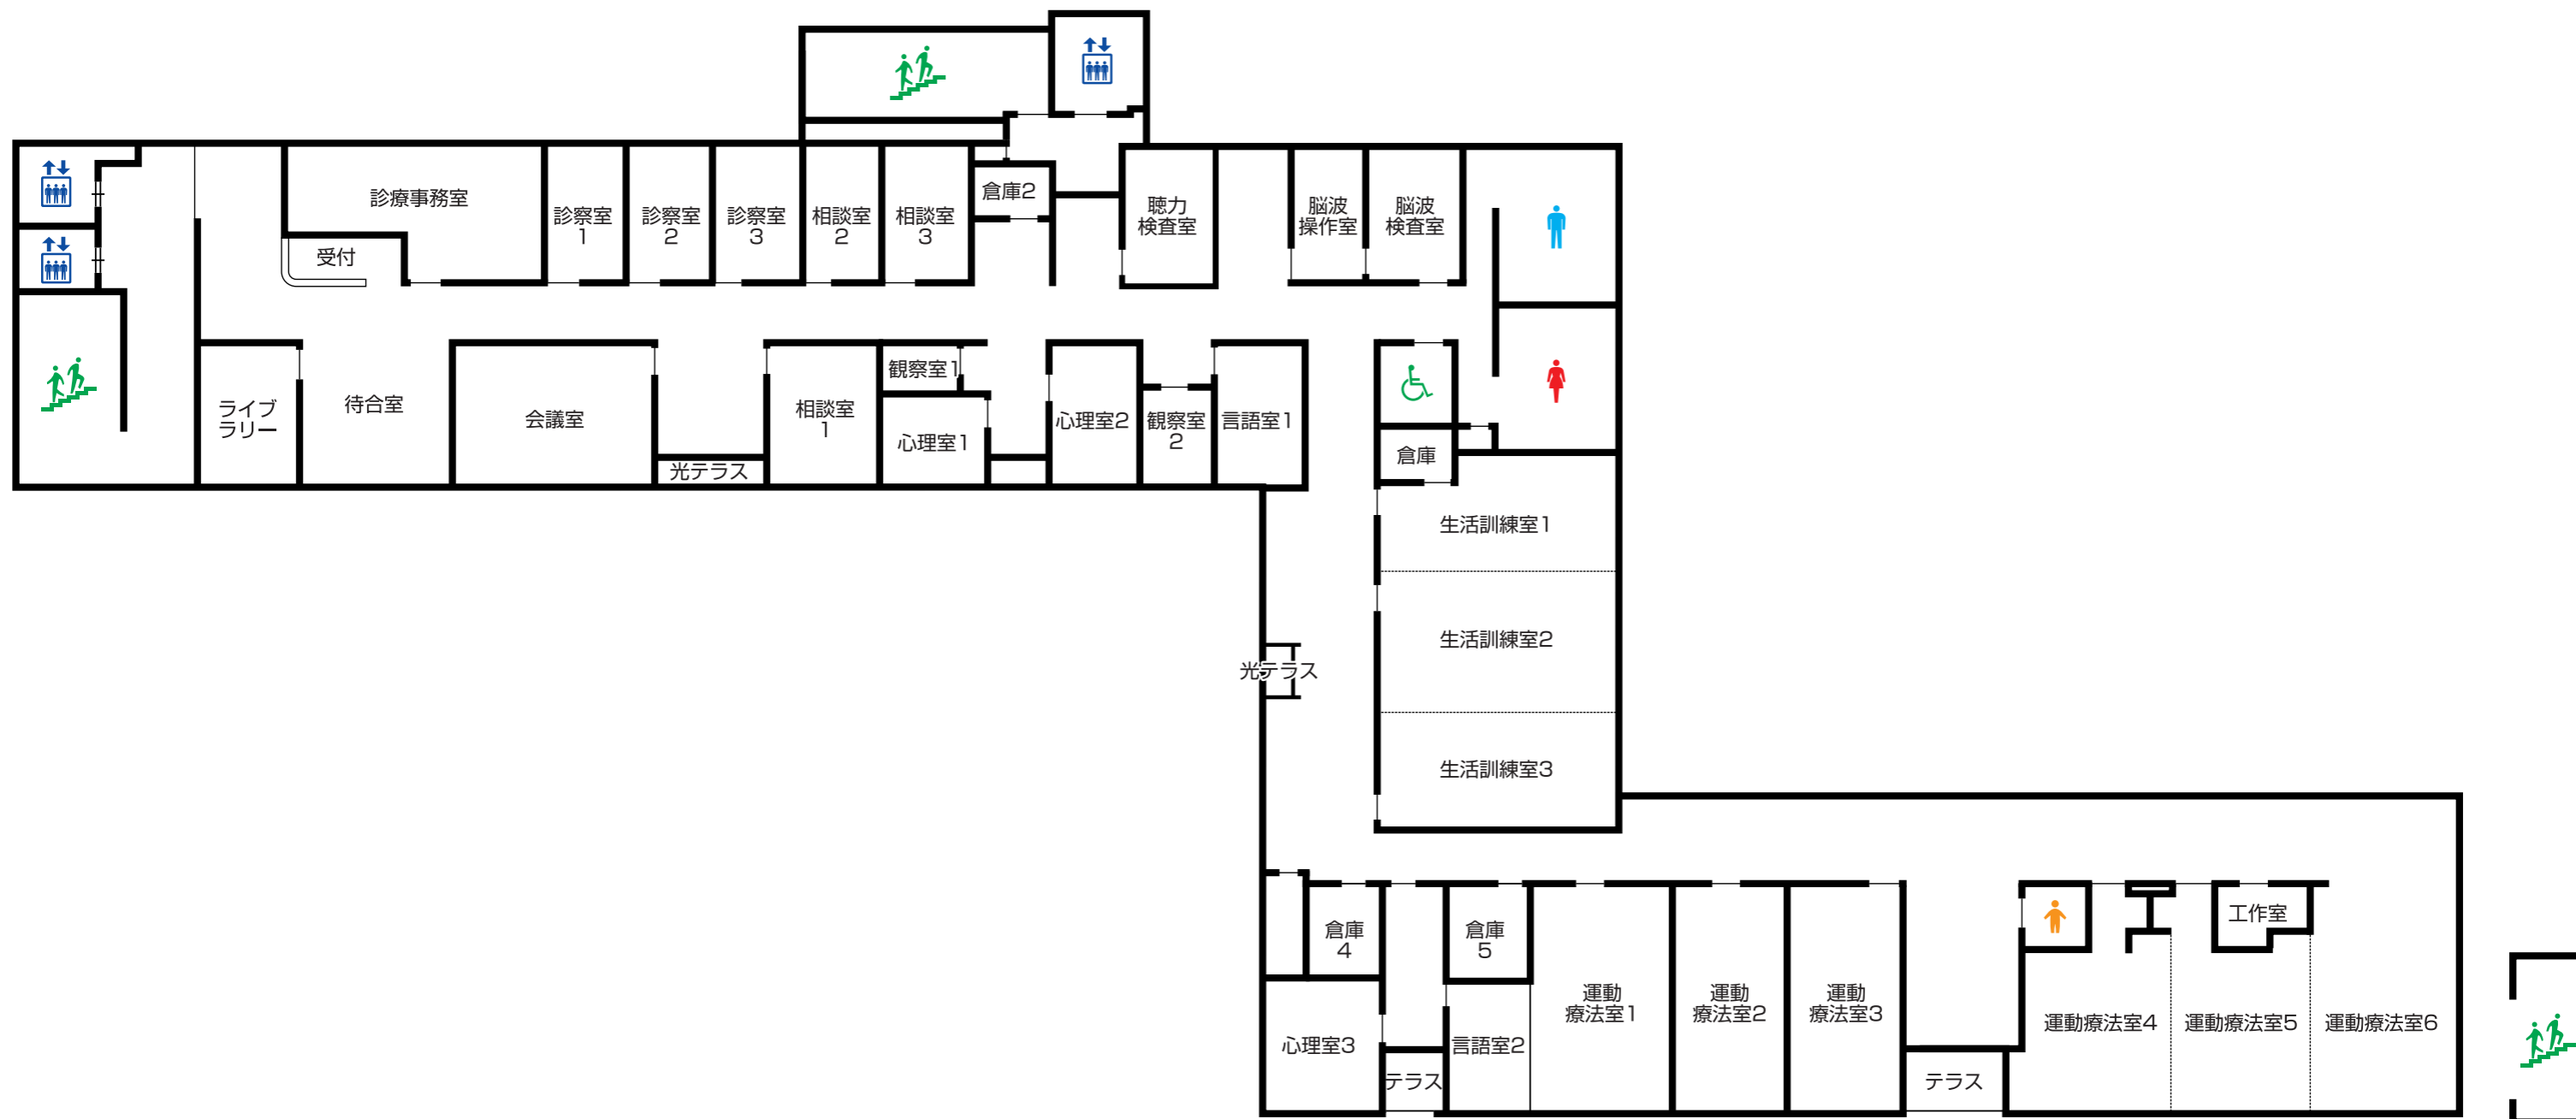 診療事務室
受付
診察室
1
診察室
2
診察室
3
相談室
2
相談室
3
倉庫2
聴力
検査室
脳波
操作室
脳波
検査室
ライブ
ラリー
待合室
会議室
光テラス
相談室
1
観察室1
心理室1
心理室2
観察室
2
言語室1
倉庫
生活訓練室1
生活訓練室2
光テラス
生活訓練室3
倉庫
4
倉庫
5
工作室
心理室3
テラス
言語室2
運動
療法室1
運動
療法室2
運動
療法室3
テラス
運動療法室4
運動療法室5
運動療法室6